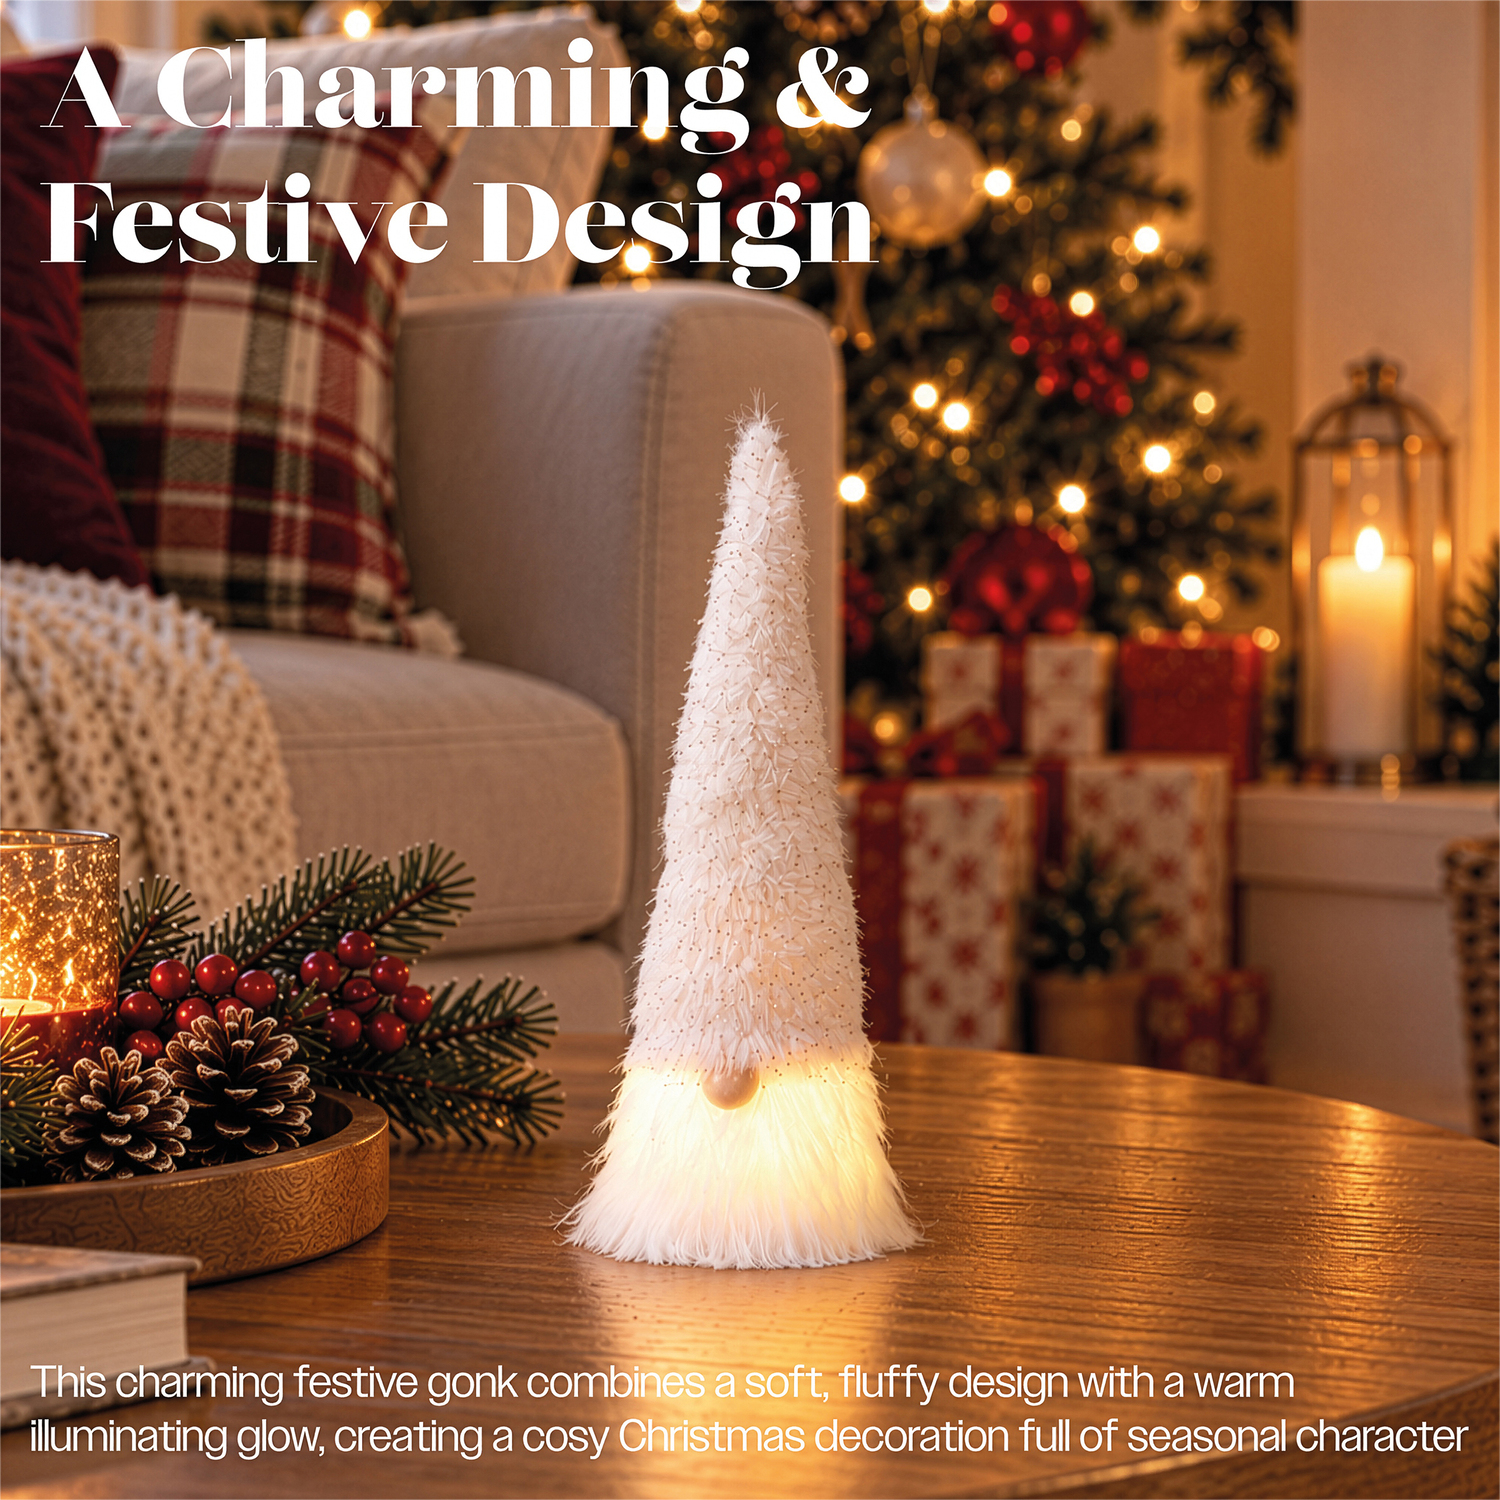 A Charming &
Festive Design
This charming festive gonk combines a soft, fluffy design with a warm
illuminating glow, creating a cosy Christmas decoration full of seasonal character